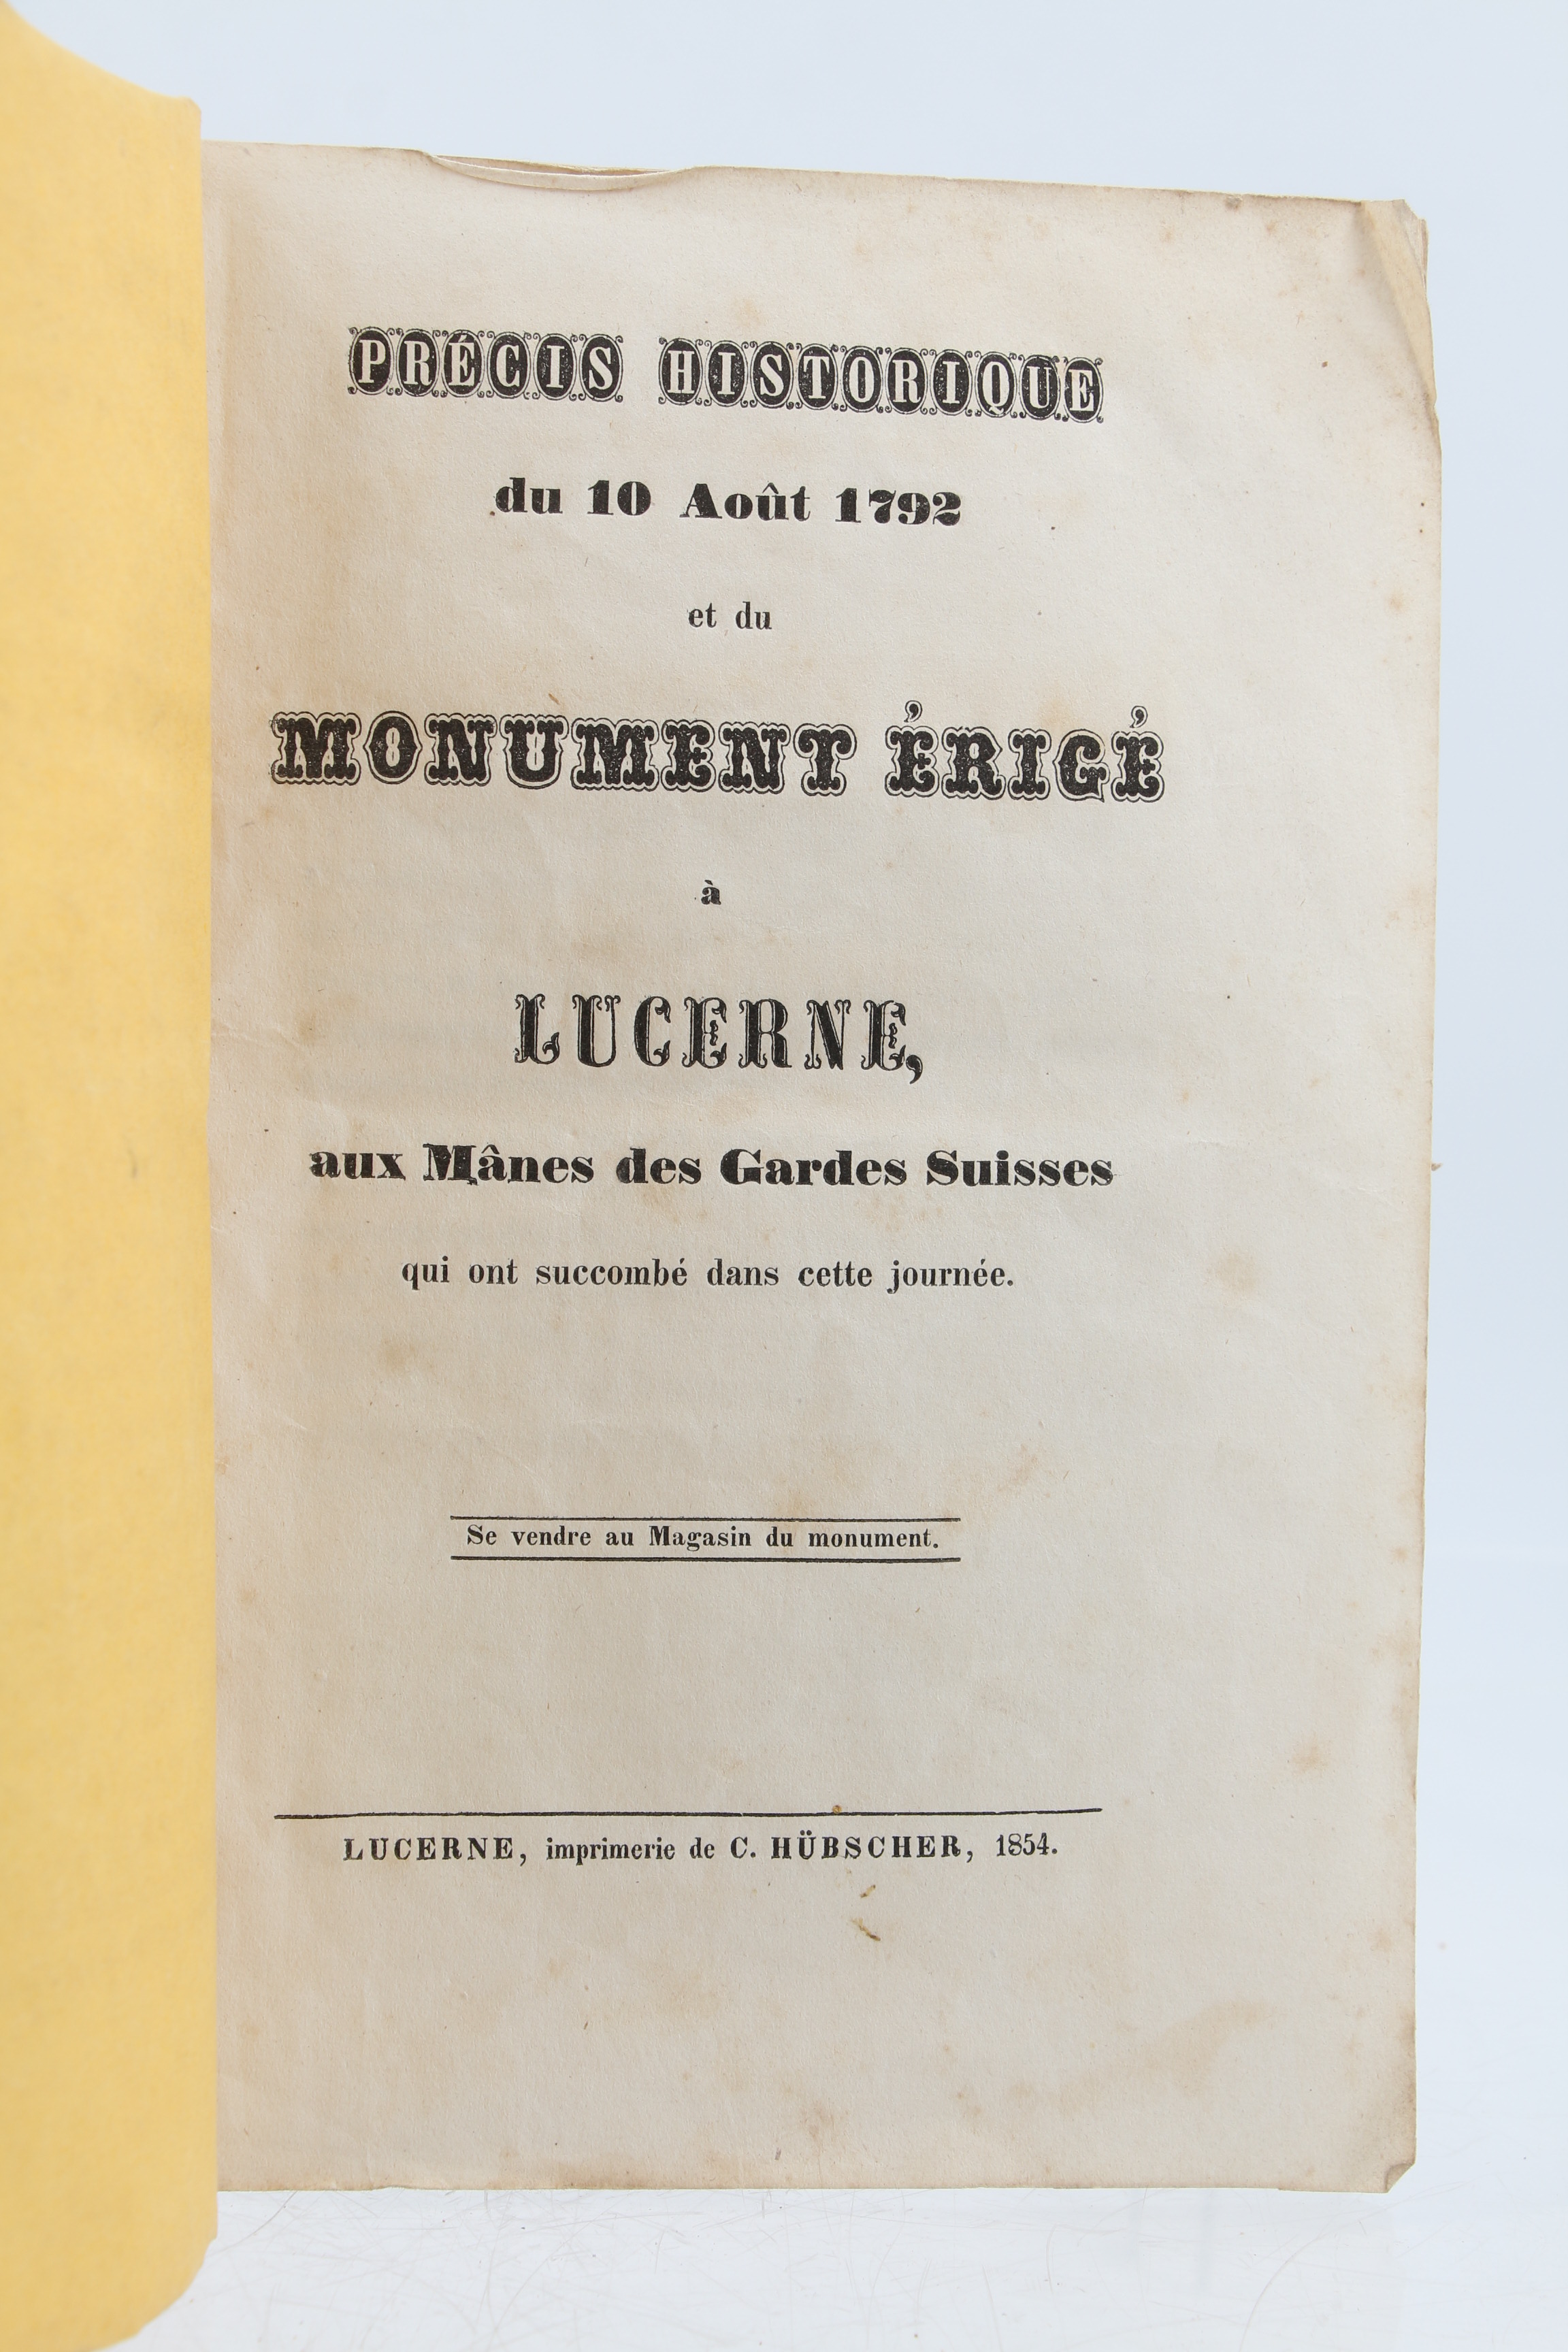 PRÉCIS HISTORIQUE
du 10 Août 1792
et du
MONUMENT ÉRIGÉ
à
LUCERNE,
aux Mânes des Gardes Suisses
qui ont succombé dans cette journée.
Se vendre au Magasin du monument.
LUCERNE, imprimerie de C. HÜBSCHER, 1854.